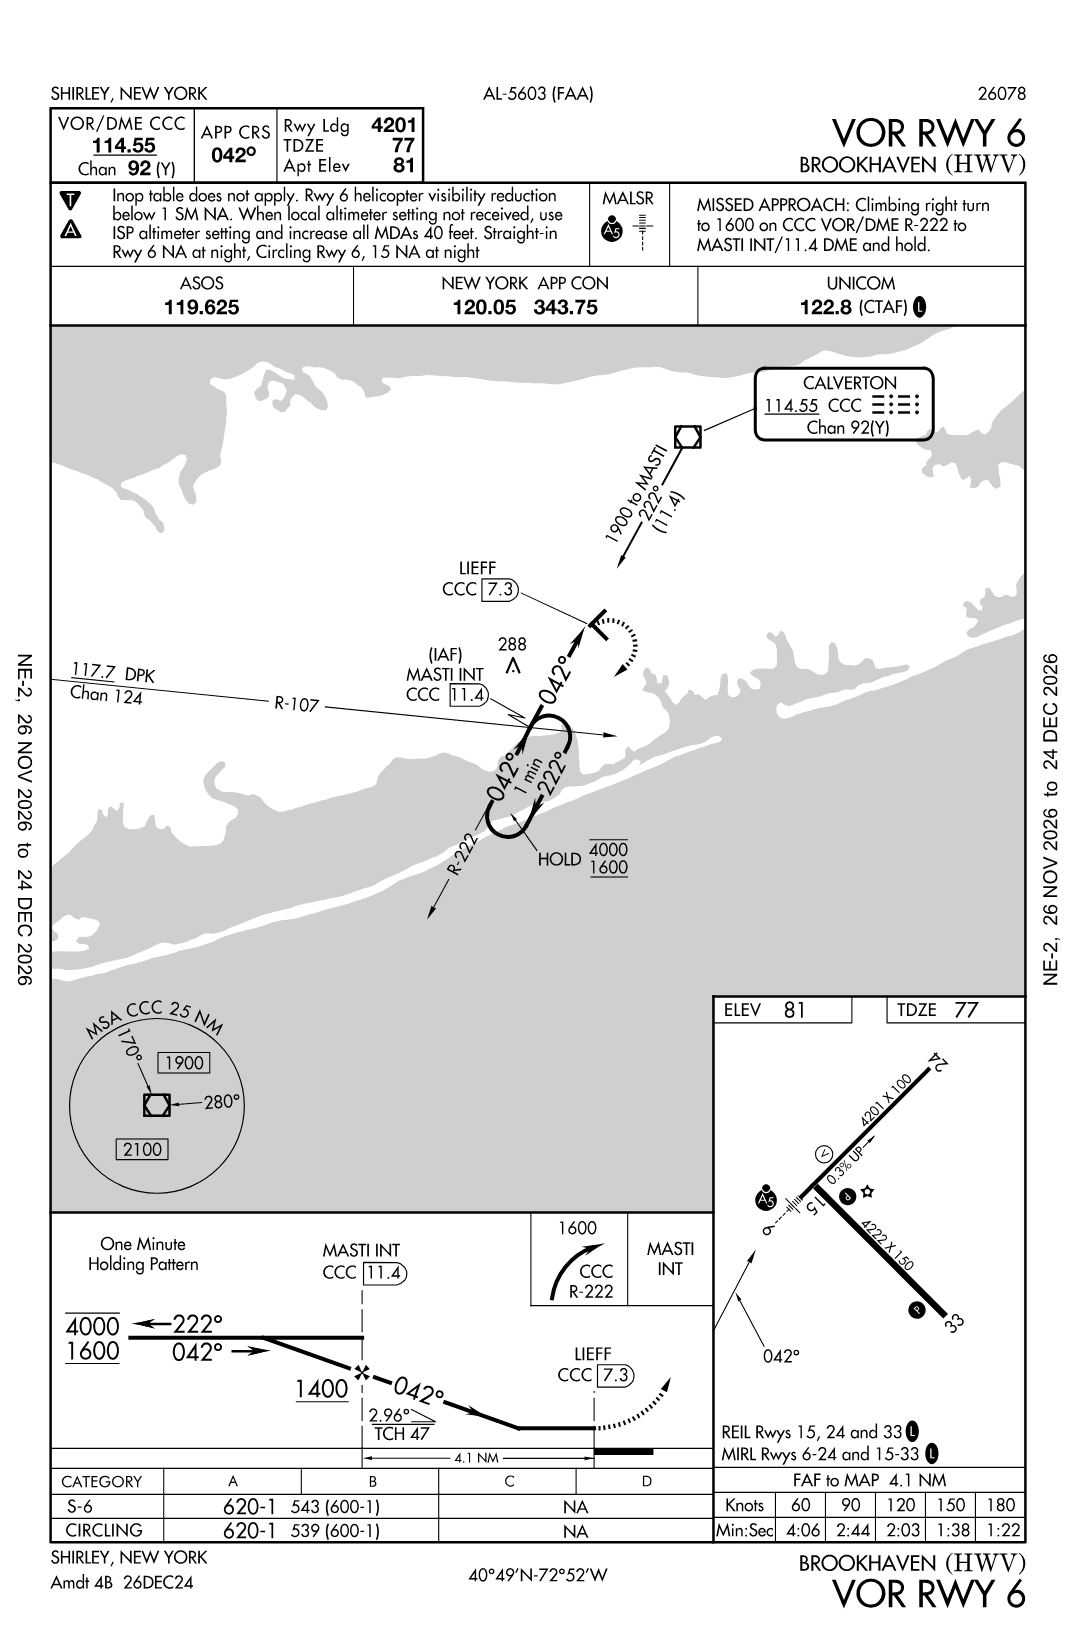 SHIRLEY, NEW YORK
AL-5603 (FAA)
26078
VOR/DME CCC
114.55
Chan 92 (Y)
APP CRS
042°
Rwy Ldg 4201
TDZE 77
Apt Elev 81
VOR RWY 6
BROOKHAVEN (HWV)
T
A
Inop table does not apply. Rwy 6 helicopter visibility reduction
below 1 SM NA. When local altimeter setting not received, use
ISP altimeter setting and increase all MDAs 40 feet. Straight-in
Rwy 6 NA at night, Circling Rwy 6, 15 NA at night
MALSR
A5
MISSED APPROACH: Climbing right turn
to 1600 on CCC VOR/DME R-222 to
MASTI INT/11.4 DME and hold.
ASOS
119.625
NEW YORK APP CON
120.05 343.75
UNICOM
122.8 (CTAF) L
CALVERTON
114.55 CCC
Chan 92(Y)
1900 to MASTI
222°
(11.4)
LIEFF
CCC 7.3
288
(IAF)
MASTI INT
CCC 11.4
042°
117.7 DPK
Chan 124
R-107
042°
1 min
222°
R-222
HOLD 4000
1600
NE-2, 26 NOV 2026 to 24 DEC 2026
NE-2, 26 NOV 2026 to 24 DEC 2026
MSA CCC 25 NM
170°
1900
280°
2100
ELEV 81
TDZE 77
24
4201 X 100
V
0.3% UP
P
A5
15
6
4222 X 150
P
33
042°
REIL Rwys 15, 24 and 33 L
MIRL Rwys 6-24 and 15-33 L
One Minute
Holding Pattern
MASTI INT
CCC 11.4
1600
CCC
R-222
MASTI
INT
4000
1600
222°
042°
1400
042°
2.96°
TCH 47
LIEFF
CCC 7.3
4.1 NM
CATEGORY A B C D
S-6 620-1 543 (600-1) NA
CIRCLING 620-1 539 (600-1) NA
FAF to MAP 4.1 NM
Knots 60 90 120 150 180
Min:Sec 4:06 2:44 2:03 1:38 1:22
SHIRLEY, NEW YORK
Amdt 4B 26DEC24
40°49'N-72°52'W
BROOKHAVEN (HWV)
VOR RWY 6